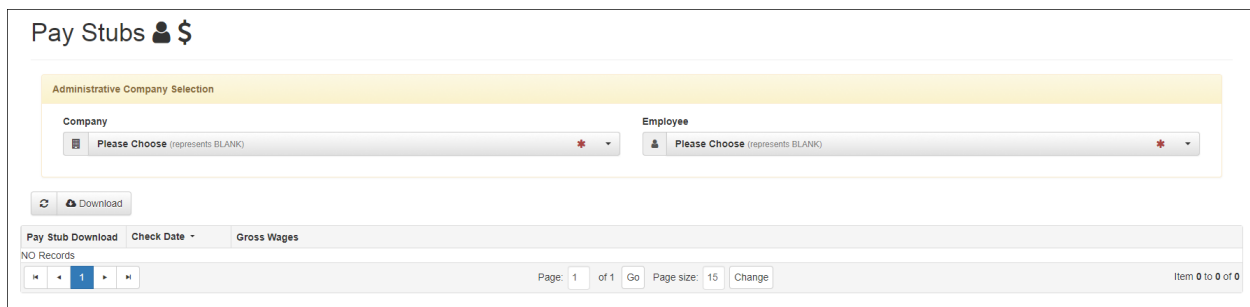 Pay Stubs $
Administrative Company Selection
Company Employee
Please Choose (represents BLANK) * Please Choose (represents BLANK) *
Download
Pay Stub Download Check Date Gross Wages
NO Records
1 Page: 1 of 1 Go Page size: 15 Change Item 0 to 0 of 0